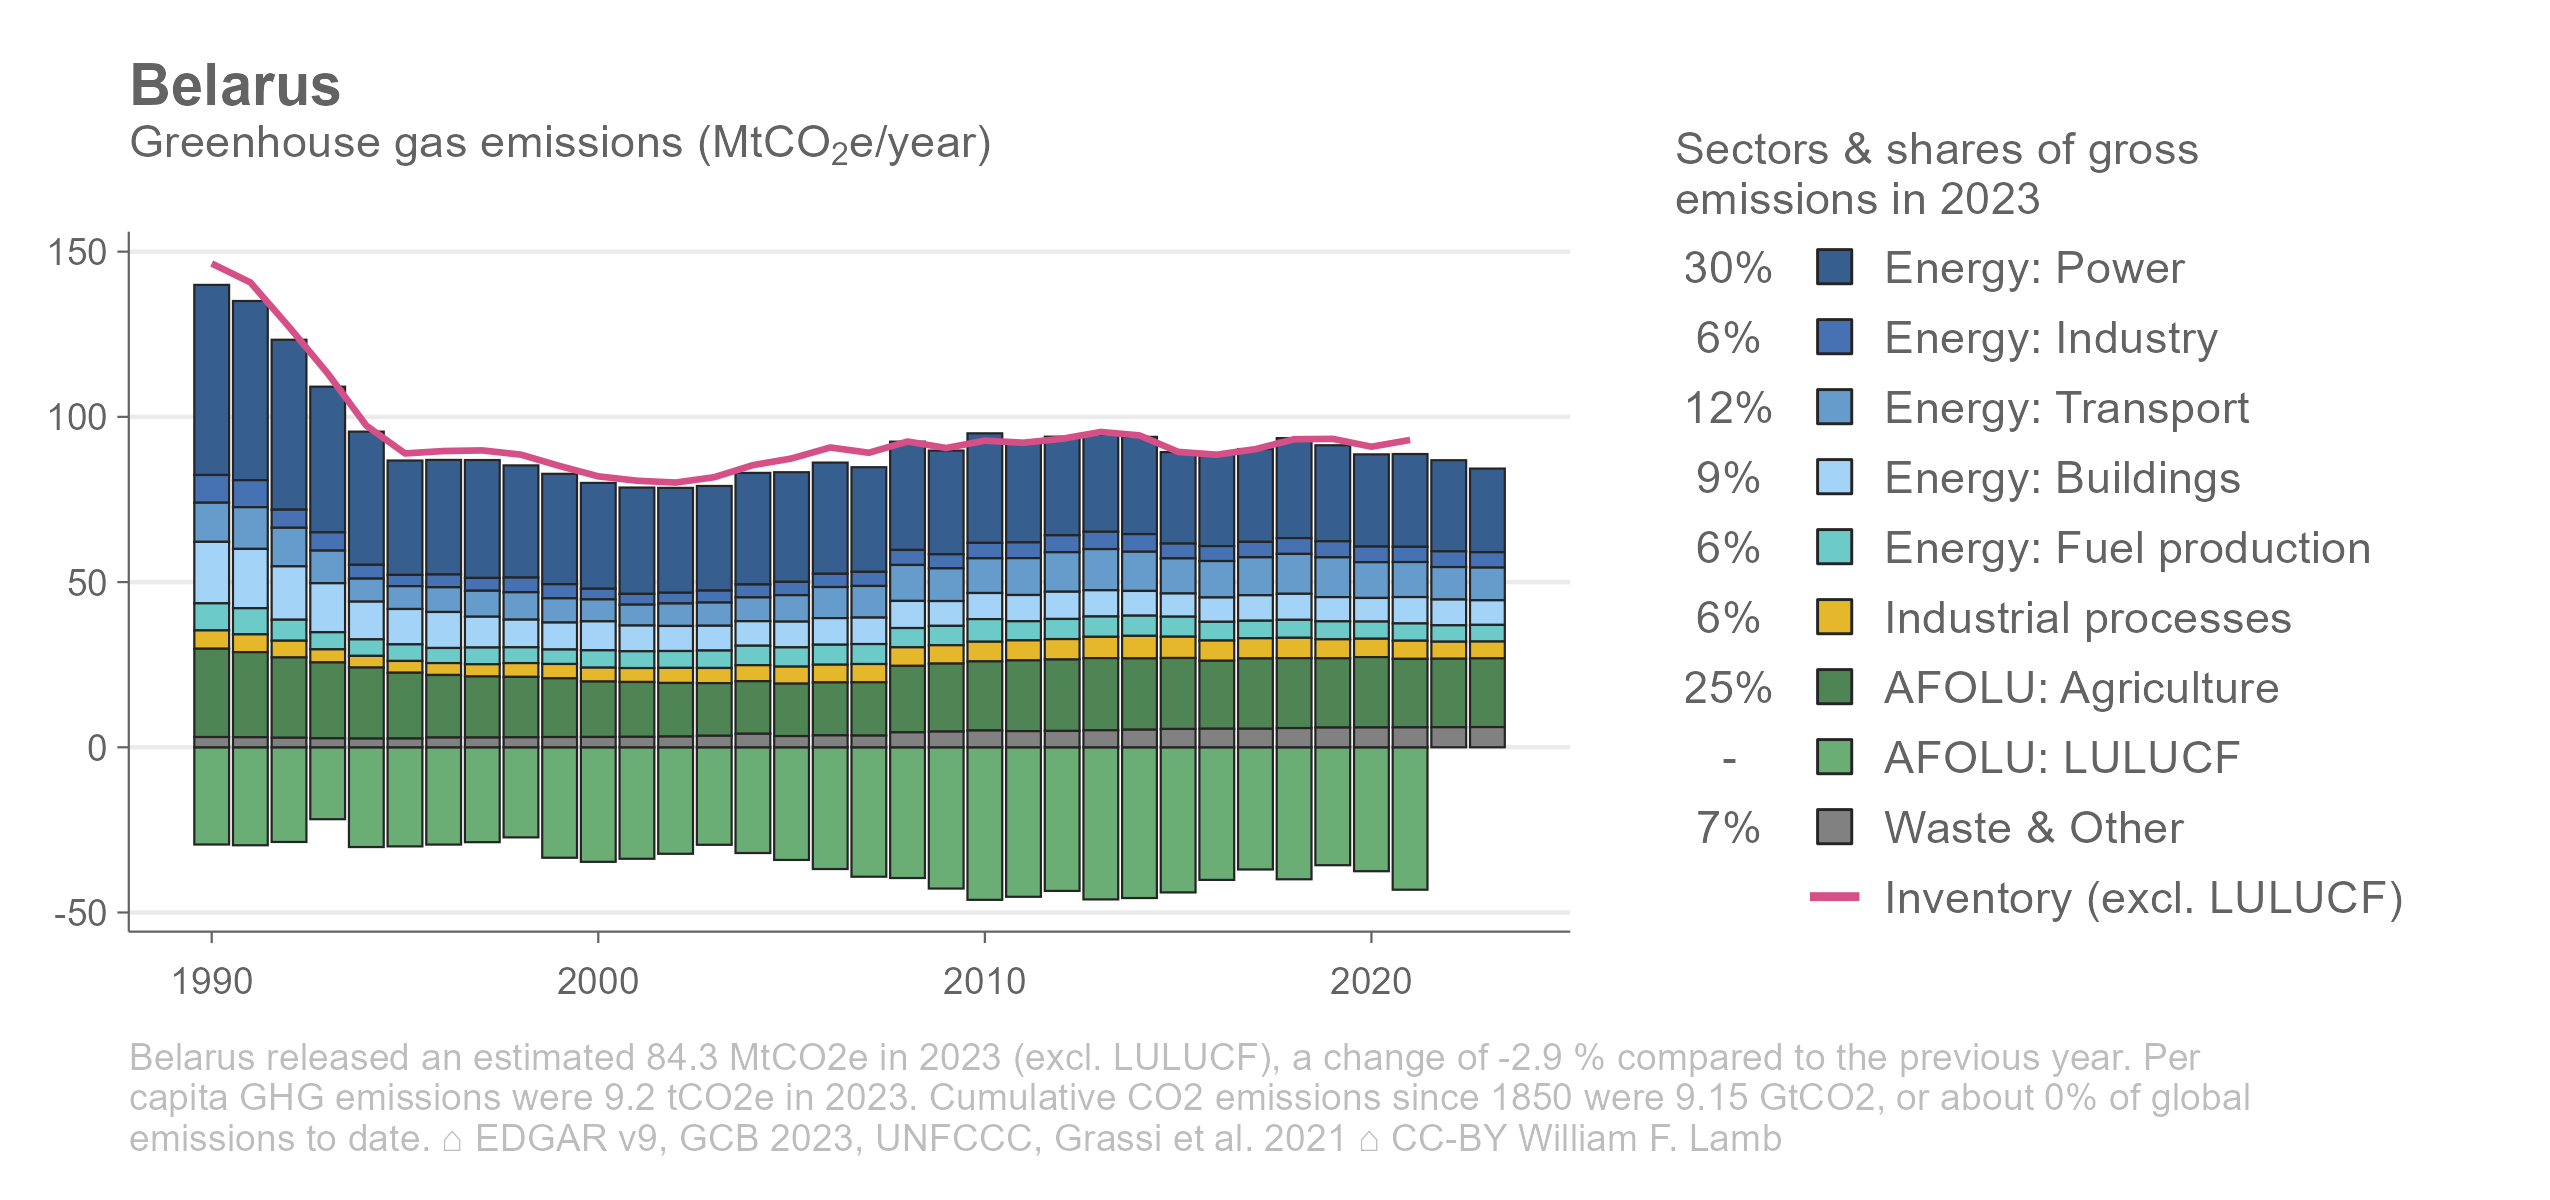 Belarus
Greenhouse gas emissions (MtCO₂e/year)
Sectors & shares of gross
emissions in 2023
30% Energy: Power
6% Energy: Industry
12% Energy: Transport
9% Energy: Buildings
6% Energy: Fuel production
6% Industrial processes
25% AFOLU: Agriculture
- AFOLU: LULUCF
7% Waste & Other
Inventory (excl. LULUCF)
150
100
50
0
-50
1990 2000 2010 2020
Belarus released an estimated 84.3 MtCO2e in 2023 (excl. LULUCF), a change of -2.9 % compared to the previous year. Per
capita GHG emissions were 9.2 tCO2e in 2023. Cumulative CO2 emissions since 1850 were 9.15 GtCO2, or about 0% of global
emissions to date. ⌂ EDGAR v9, GCB 2023, UNFCCC, Grassi et al. 2021 ⌂ CC-BY William F. Lamb